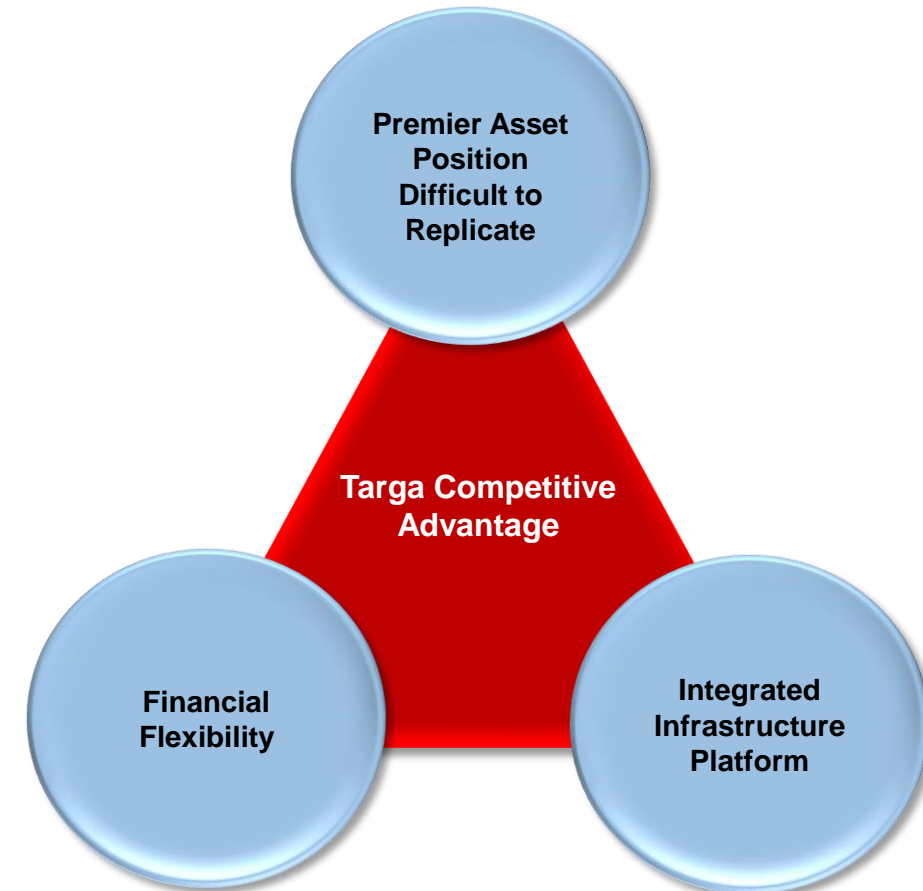 Premier Asset
Position
Difficult to
Replicate
Targa Competitive
Advantage
Financial
Flexibility
Integrated
Infrastructure
Platform